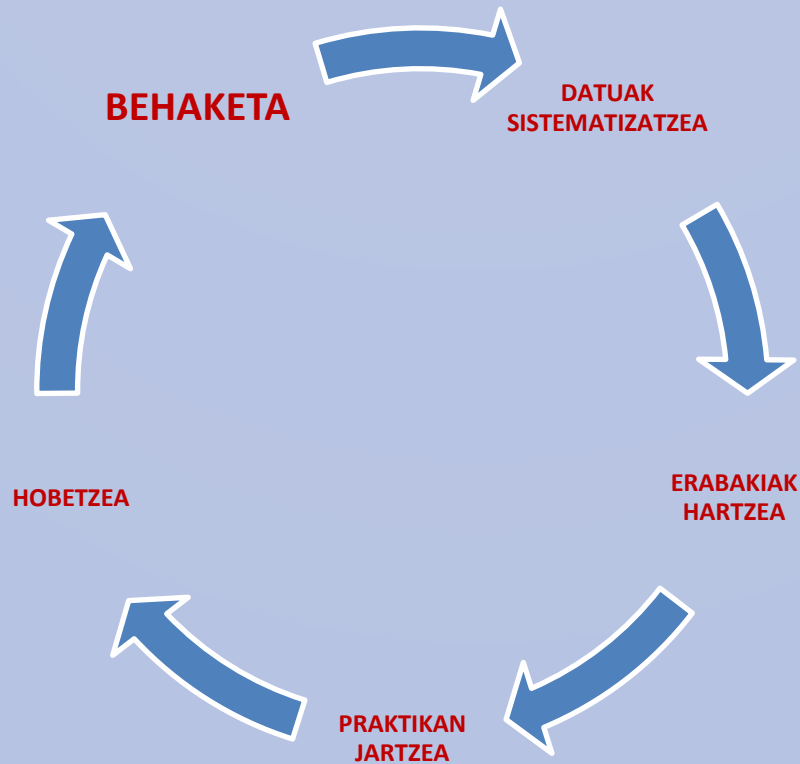 BEHAKETA
DATUAK
SISTEMATIZATZEA
ERABAKIAK
HARTZEA
PRAKTIKAN
JARTZEA
HOBETZEA